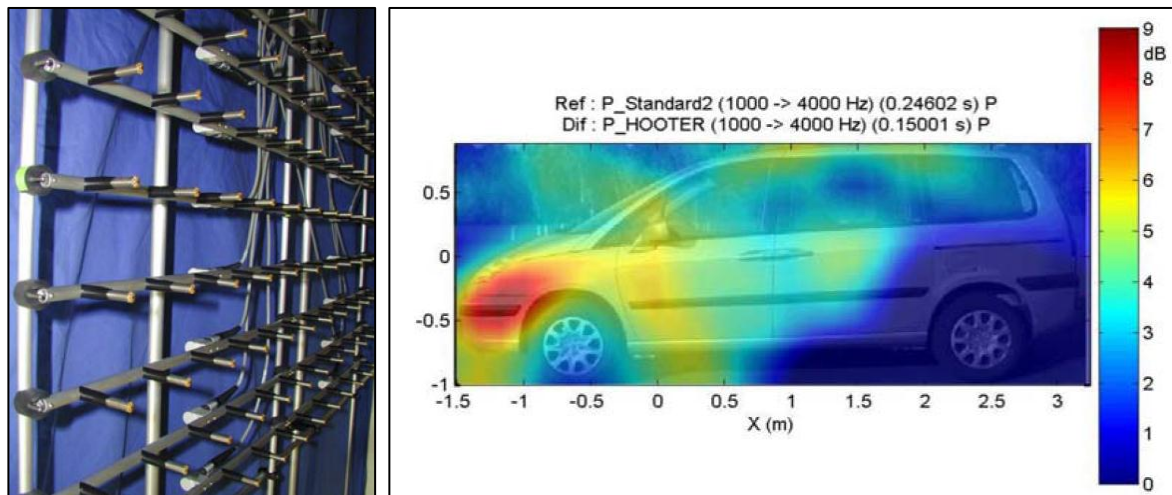 Ref : P_Standard2 (1000 -> 4000 Hz) (0.24602 s) P
Dif : P_HOOTER (1000 -> 4000 Hz) (0.15001 s) P
9
dB
8
7
6
5
4
3
2
1
0
0.5
0
-0.5
-1
-1.5 -1 -0.5 0 0.5 1 1.5 2 2.5 3
X (m)